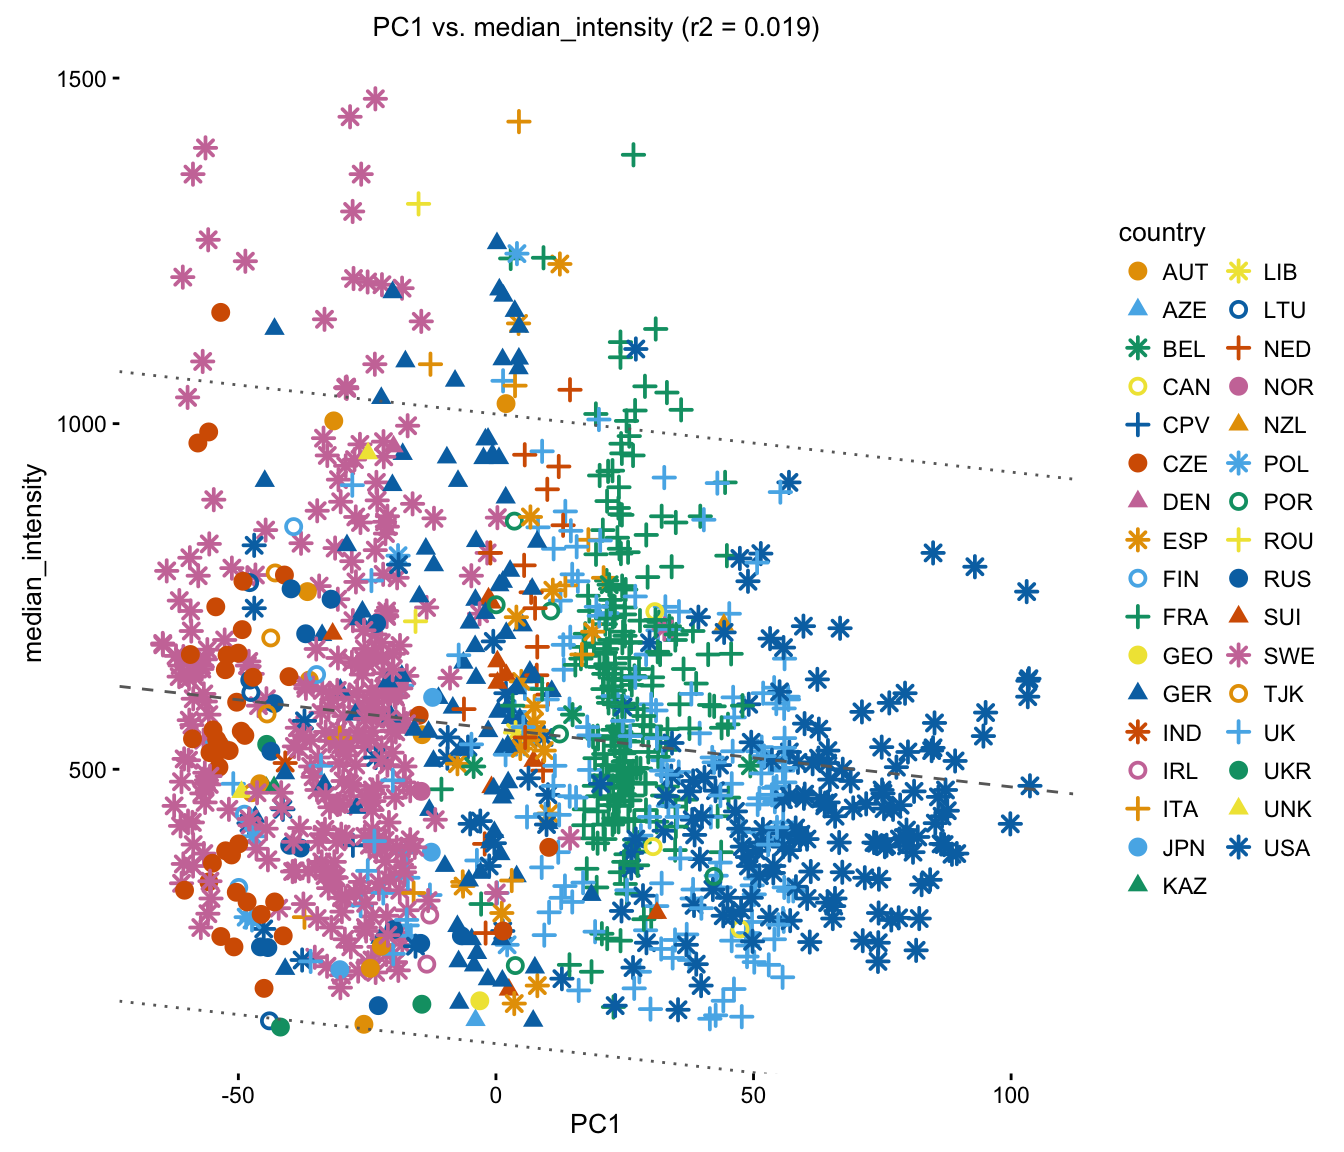 PC1 vs. median_intensity (r2 = 0.019)
1500
1000
500
median_intensity
-50
0
50
100
PC1
country
AUT
AZE
BEL
CAN
CPV
CZE
DEN
ESP
FIN
FRA
GEO
GER
IND
IRL
ITA
JPN
KAZ
LIB
LTU
NED
NOR
NZL
POL
POR
ROU
RUS
SUI
SWE
TJK
UK
UKR
UNK
USA